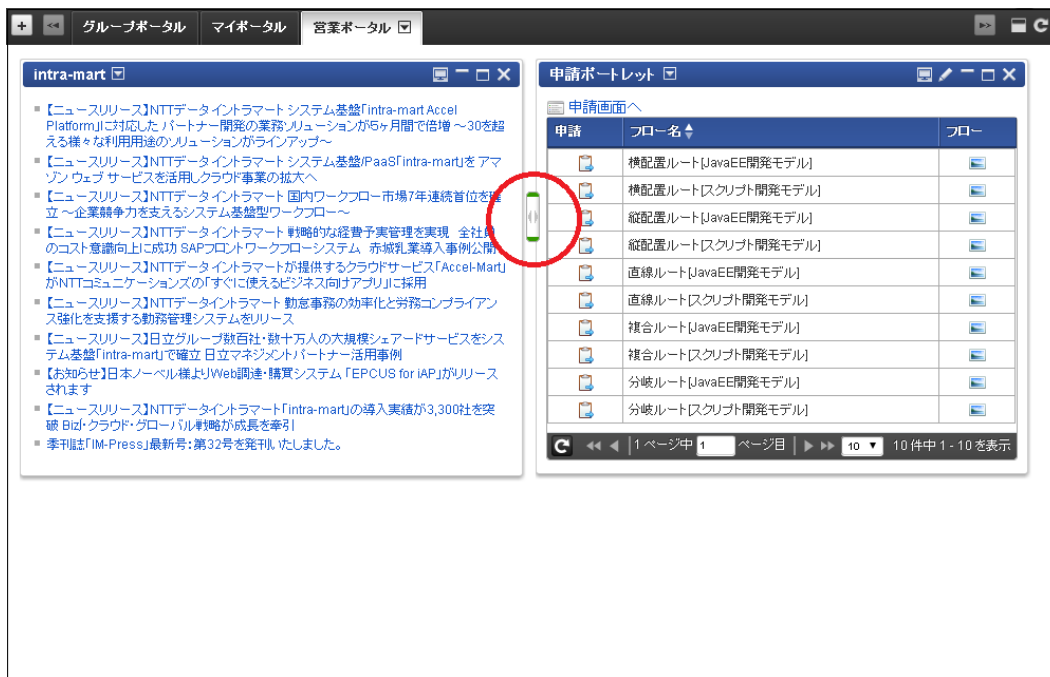 グループポータル マイポータル 営業ポータル
intra-mart
【ニュースリリース】NTTデータイントラマート システム基盤「intra-mart Accel
Platform」に対応した パートナー開発の業務ソリューションが5ヶ月間で倍増 ～30を超
える様々な利用用途のソリューションがラインアップ～
【ニュースリリース】NTTデータイントラマート システム基盤/PaaS「intra-mart」を アマ
ゾン ウェブ サービスを活用しクラウド事業の拡大へ
【ニュースリリース】NTTデータイントラマート 国内ワークフロー市場7年連続首位を確
立 ～企業競争力を支えるシステム基盤型ワークフロー～
【ニュースリリース】NTTデータイントラマート 戦略的な経費予実管理を実現 全社員
のコスト意識向上に成功 SAPフロントワークフローシステム 赤城乳業導入事例公開
【ニュースリリース】NTTデータイントラマートが提供するクラウドサービス「Accel-Mart」
がNTTコミュニケーションズの「すぐに使えるビジネス向けアプリ」に採用
【ニュースリリース】NTTデータイントラマート 勤怠事務の効率化と労務コンプライアン
ス強化を支援する勤務管理システムをリリース
【ニュースリリース】日立グループ数百社・数十万人の大規模シェアードサービスをシス
テム基盤「intra-mart」で確立 日立マネジメントパートナー活用事例
【お知らせ】日本ノーベル様よりWeb調達・購買システム 「EPCUS for iAP」がリリース
されます
【ニュースリリース】NTTデータイントラマート「intra-mart」の導入実績が3,300社を突
破 Biz∫・クラウド・グローバル戦略が成長を牽引
季刊誌「IM-Press」最新号：第32号を発刊いたしました。
申請ポートレット
申請画面へ
申請 フロー名 フロー
横配置ルート[JavaEE開発モデル]
横配置ルート[スクリプト開発モデル]
縦配置ルート[JavaEE開発モデル]
縦配置ルート[スクリプト開発モデル]
直線ルート[JavaEE開発モデル]
直線ルート[スクリプト開発モデル]
複合ルート[JavaEE開発モデル]
複合ルート[スクリプト開発モデル]
分岐ルート[JavaEE開発モデル]
分岐ルート[スクリプト開発モデル]
1 ページ中 1 ページ目 10 10 件中 1 - 10 を表示